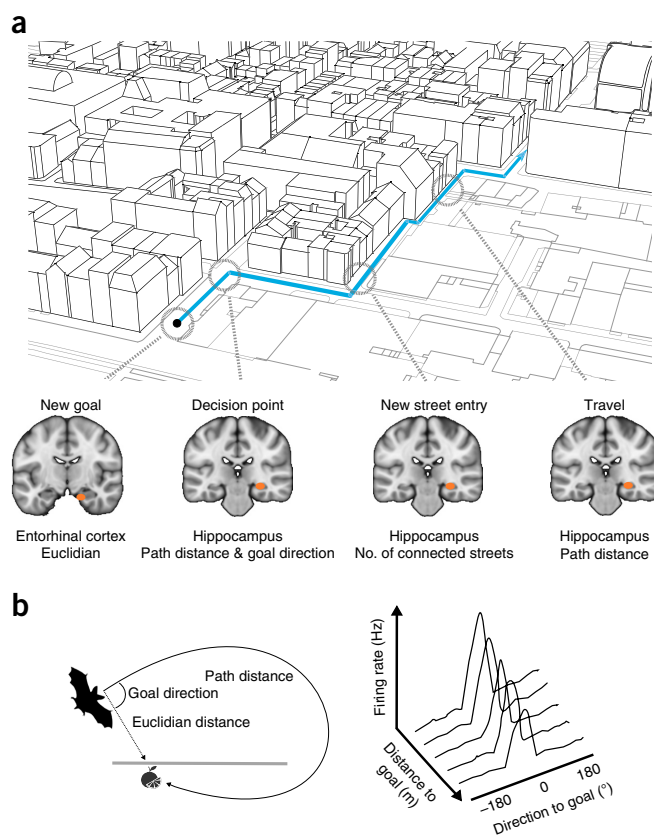 a
New goal
Decision point
New street entry
Travel
Entorhinal cortex
Euclidian
Hippocampus
Path distance & goal direction
Hippocampus
No. of connected streets
Hippocampus
Path distance
b
Path distance
Goal direction
Euclidian distance
Firing rate (Hz)
Distance to
goal (m)
–180
0
180
Direction to goal (°)